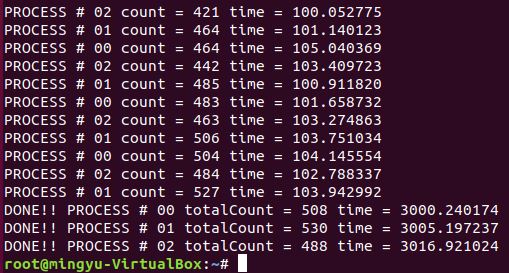 PROCESS # 02 count = 421 time = 100.052775
PROCESS # 01 count = 464 time = 101.140123
PROCESS # 00 count = 464 time = 105.040369
PROCESS # 02 count = 442 time = 103.409723
PROCESS # 01 count = 485 time = 100.911820
PROCESS # 00 count = 483 time = 101.658732
PROCESS # 02 count = 463 time = 103.274863
PROCESS # 01 count = 506 time = 103.751034
PROCESS # 00 count = 504 time = 104.145554
PROCESS # 02 count = 484 time = 102.788337
PROCESS # 01 count = 527 time = 103.942992
DONE!! PROCESS # 00 totalCount = 508 time = 3000.240174
DONE!! PROCESS # 01 totalCount = 530 time = 3005.197237
DONE!! PROCESS # 02 totalCount = 488 time = 3016.921024
root@mingyu-VirtualBox:~#